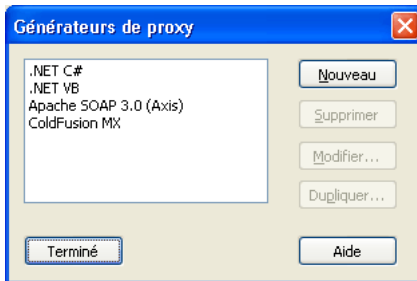 Générateurs de proxy
.NET C#
.NET VB
Apache SOAP 3.0 (Axis)
ColdFusion MX
Nouveau
Supprimer
Modifier...
Dupliquer...
Terminé
Aide